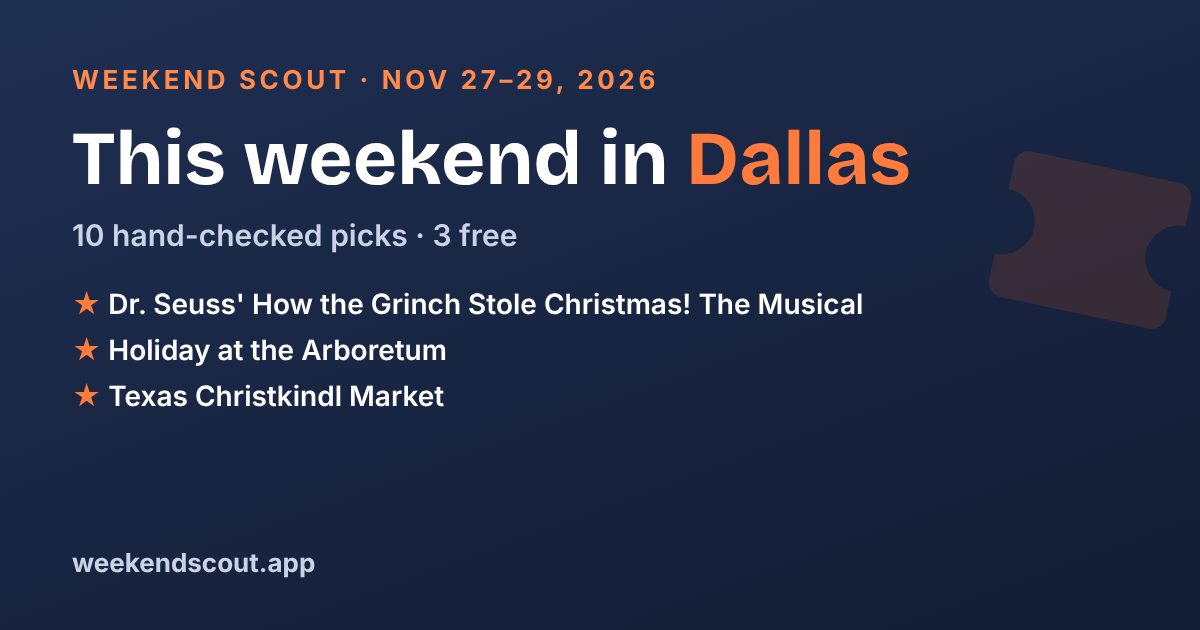 WEEKEND SCOUT · NOV 27–29, 2026
This weekend in Dallas
10 hand-checked picks · 3 free
★ Dr. Seuss' How the Grinch Stole Christmas! The Musical
★ Holiday at the Arboretum
★ Texas Christkindl Market
weekendscout.app